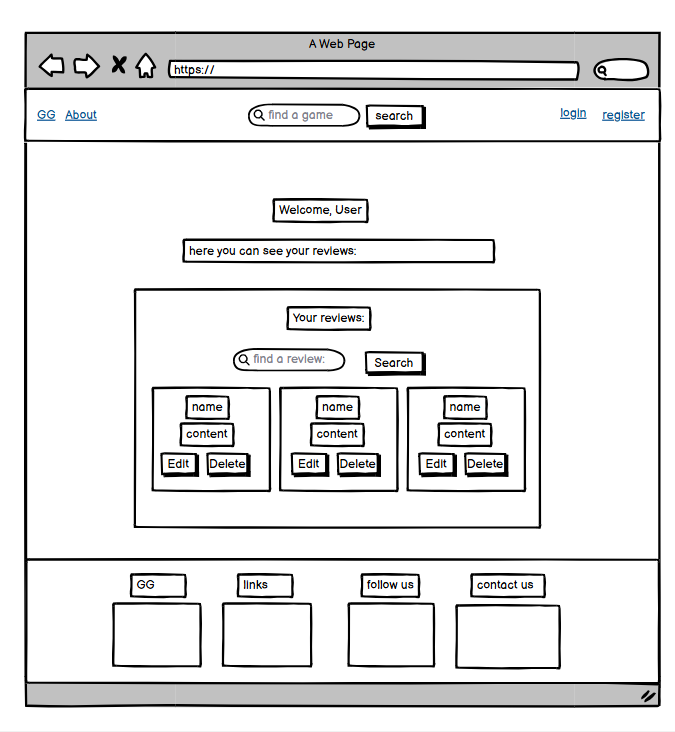 A Web Page
https://
GG About find a game search login register
Welcome, User
here you can see your reviews:
Your reviews:
find a review: Search
name name name
content content content
Edit Delete Edit Delete Edit Delete
GG links follow us contact us